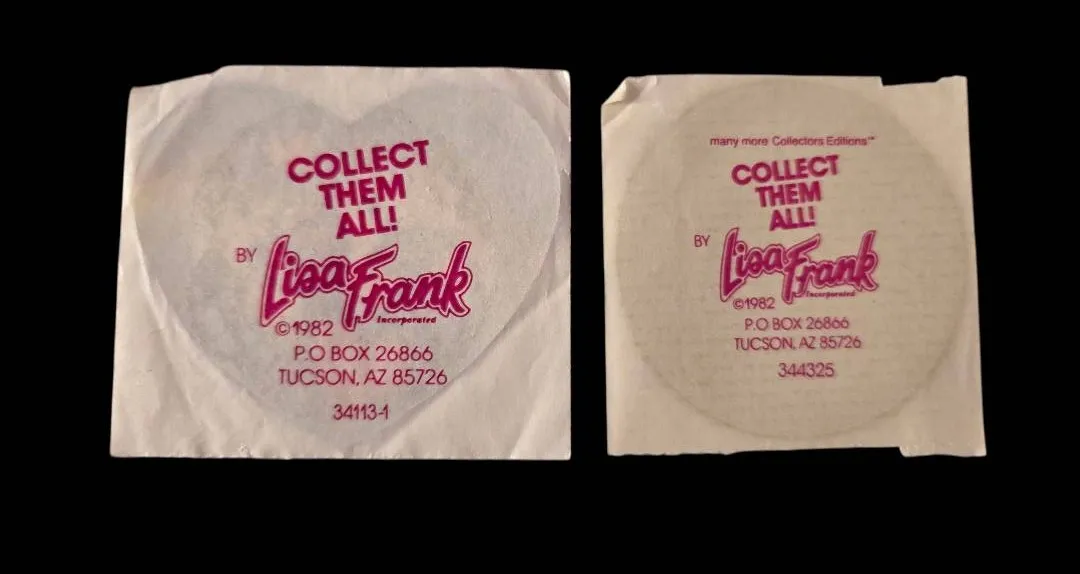 COLLECT
THEM
ALL!
BY Lisa Frank
Incorporated
©1982
P.O BOX 26866
TUCSON, AZ 85726
34113-1
many more Collectors Editions™
COLLECT
THEM
ALL!
BY Lisa Frank
Incorporated
©1982
P.O BOX 26866
TUCSON, AZ 85726
344325